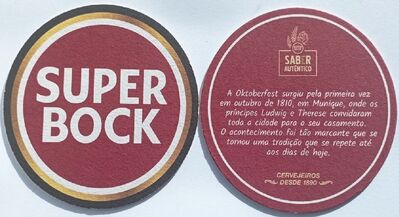 SUPER
BOCK
SABER
AUTÊNTICO
A Oktoberfest surgiu pela primeira vez
em outubro de 1810, em Munique, onde os
príncipes Ludwig e Therese convidaram
toda a cidade para o seu casamento.
O acontecimento foi tão marcante que se
tornou uma tradição que se repete até
aos dias de hoje.
CERVEJEIROS
DESDE 1890